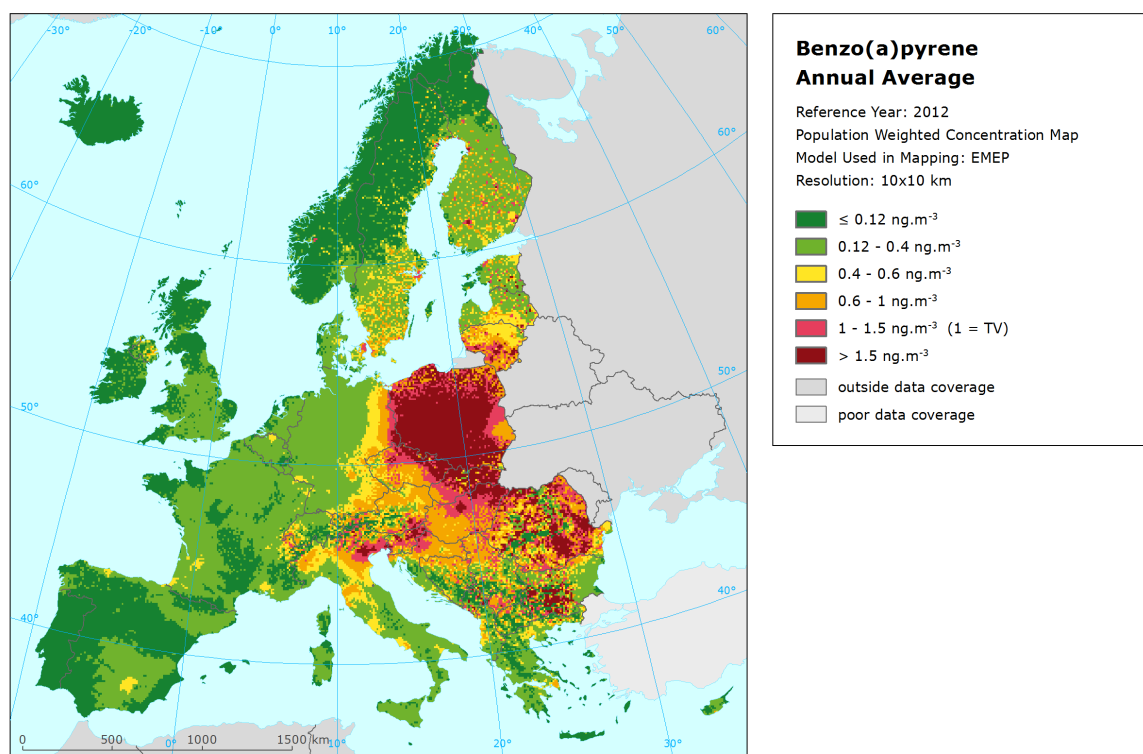 -30° -20° -10° 0° 10° 20° 30° 40° 50° 60°
60°
60°
50°
50°
40°
40°
0 500 1000 1500 km
0° 10° 20° 30°
Benzo(a)pyrene
Annual Average
Reference Year: 2012
Population Weighted Concentration Map
Model Used in Mapping: EMEP
Resolution: 10x10 km
≤ 0.12 ng.m⁻³
0.12 - 0.4 ng.m⁻³
0.4 - 0.6 ng.m⁻³
0.6 - 1 ng.m⁻³
1 - 1.5 ng.m⁻³ (1 = TV)
> 1.5 ng.m⁻³
outside data coverage
poor data coverage